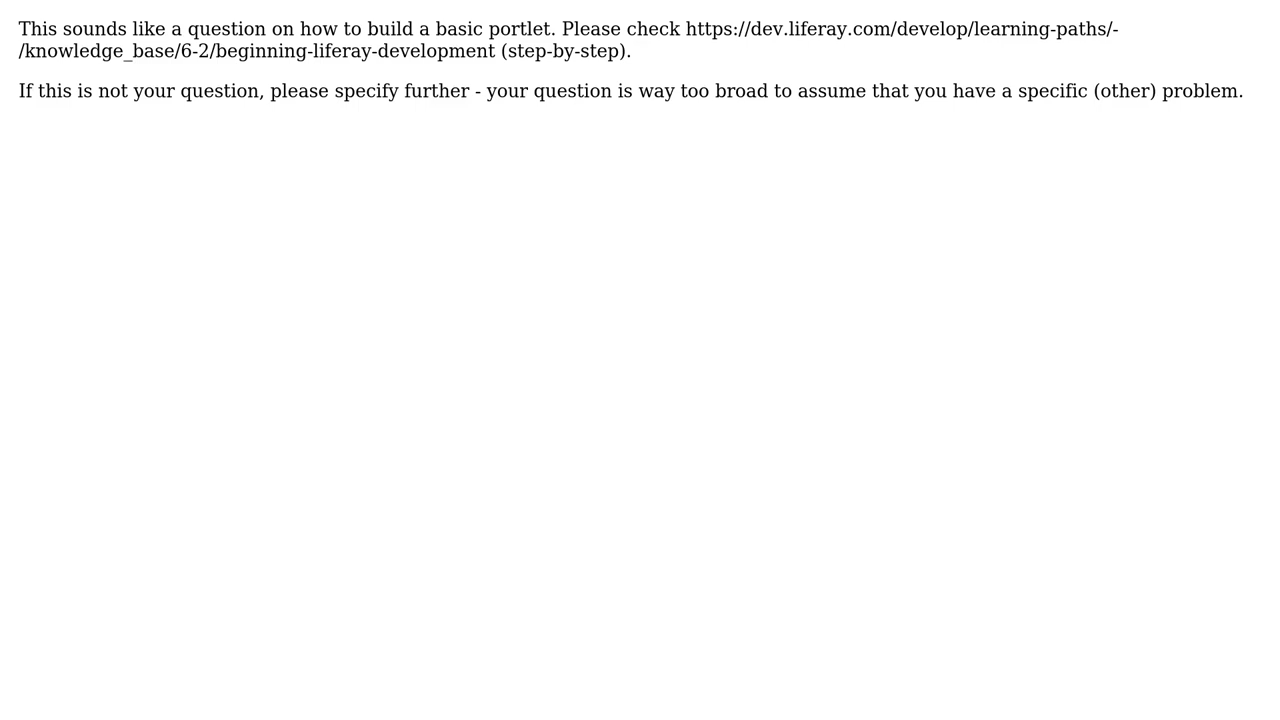 This sounds like a question on how to build a basic portlet. Please check https://dev.liferay.com/develop/learning-paths/-
/knowledge_base/6-2/beginning-liferay-development (step-by-step).
If this is not your question, please specify further - your question is way too broad to assume that you have a specific (other) problem.